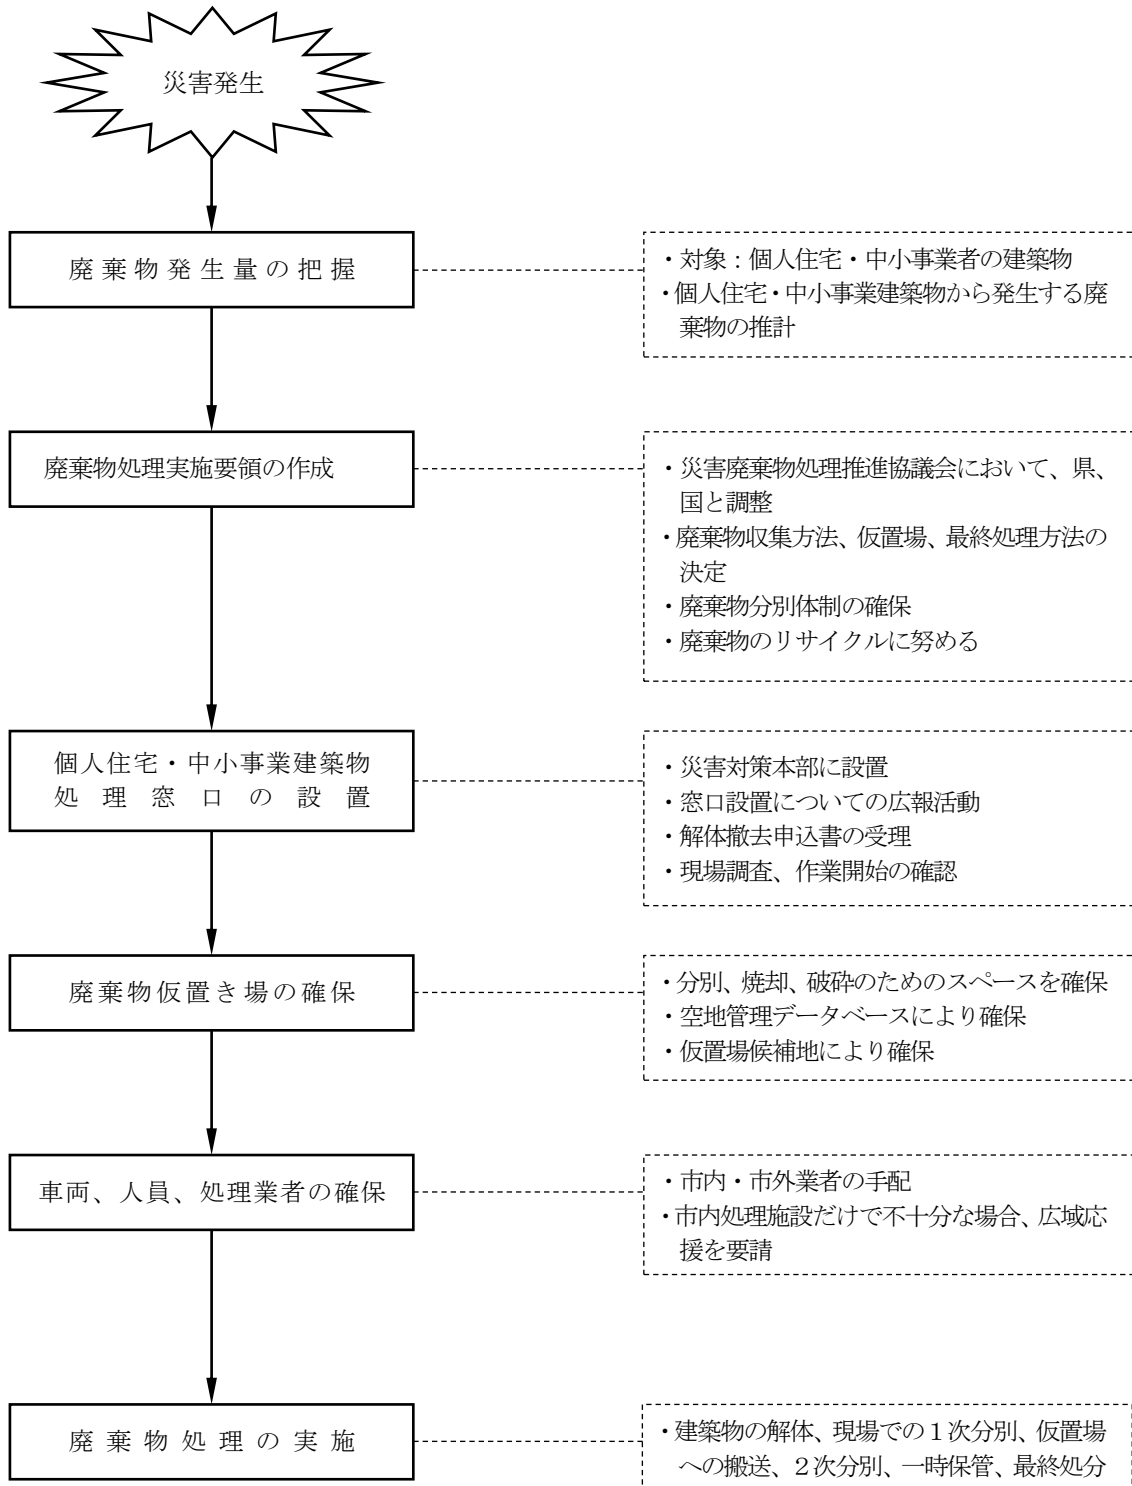 災害発生
廃棄物発生量の把握
・対象：個人住宅・中小事業者の建築物
・個人住宅・中小事業建築物から発生する廃
棄物の推計
廃棄物処理実施要領の作成
・災害廃棄物処理推進協議会において、県、
国と調整
・廃棄物収集方法、仮置場、最終処理方法の
決定
・廃棄物分別体制の確保
・廃棄物のリサイクルに努める
個人住宅・中小事業建築物
処理窓口の設置
・災害対策本部に設置
・窓口設置についての広報活動
・解体撤去申込書の受理
・現場調査、作業開始の確認
廃棄物仮置き場の確保
・分別、焼却、破砕のためのスペースを確保
・空地管理データベースにより確保
・仮置場候補地により確保
車両、人員、処理業者の確保
・市内・市外業者の手配
・市内処理施設だけで不十分な場合、広域応
援を要請
廃棄物処理の実施
・建築物の解体、現場での１次分別、仮置場
への搬送、２次分別、一時保管、最終処分